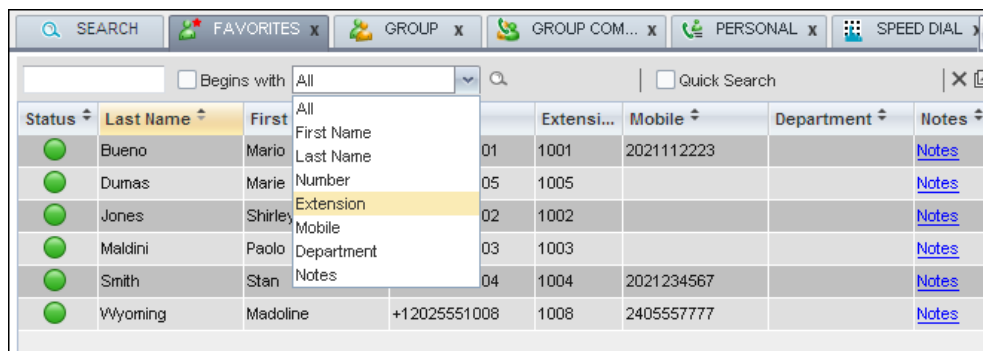 SEARCH FAVORITES x GROUP x GROUP COM... x PERSONAL x SPEED DIAL x
Begins with All Quick Search
Status Last Name First Extensi... Mobile Department Notes
All
First Name
Last Name
Number
Extension
Mobile
Department
Notes
Bueno Mario 01 1001 2021112223 Notes
Dumas Marie 05 1005 Notes
Jones Shirley 02 1002 Notes
Maldini Paolo 03 1003 Notes
Smith Stan 04 1004 2021234567 Notes
Wyoming Madoline +12025551008 1008 2405557777 Notes